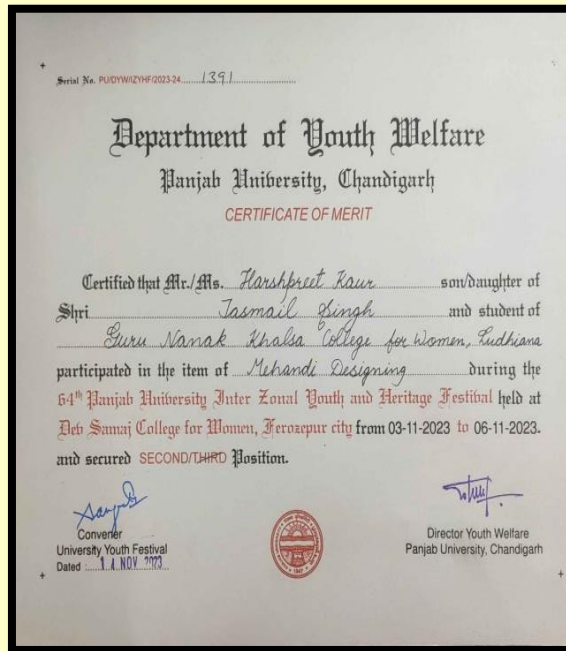 Serial No. PU/DYW/IZYHF/2023-24 1391
Department of Youth Welfare
Panjab University, Chandigarh
CERTIFICATE OF MERIT
Certified that Mr./Ms. Harshpreet Kaur son/daughter of
Shri Jasmail Singh and student of
Guru Nanak Khalsa College for Women, Ludhiana
participated in the item of Mehandi Designing during the
64th Panjab University Inter Zonal Youth and Heritage Festival held at
Dev Samaj College for Women, Ferozepur city from 03-11-2023 to 06-11-2023.
and secured SECOND/THIRD Position.
Convener
University Youth Festival
Dated : 14 NOV 2023
Director Youth Welfare
Panjab University, Chandigarh